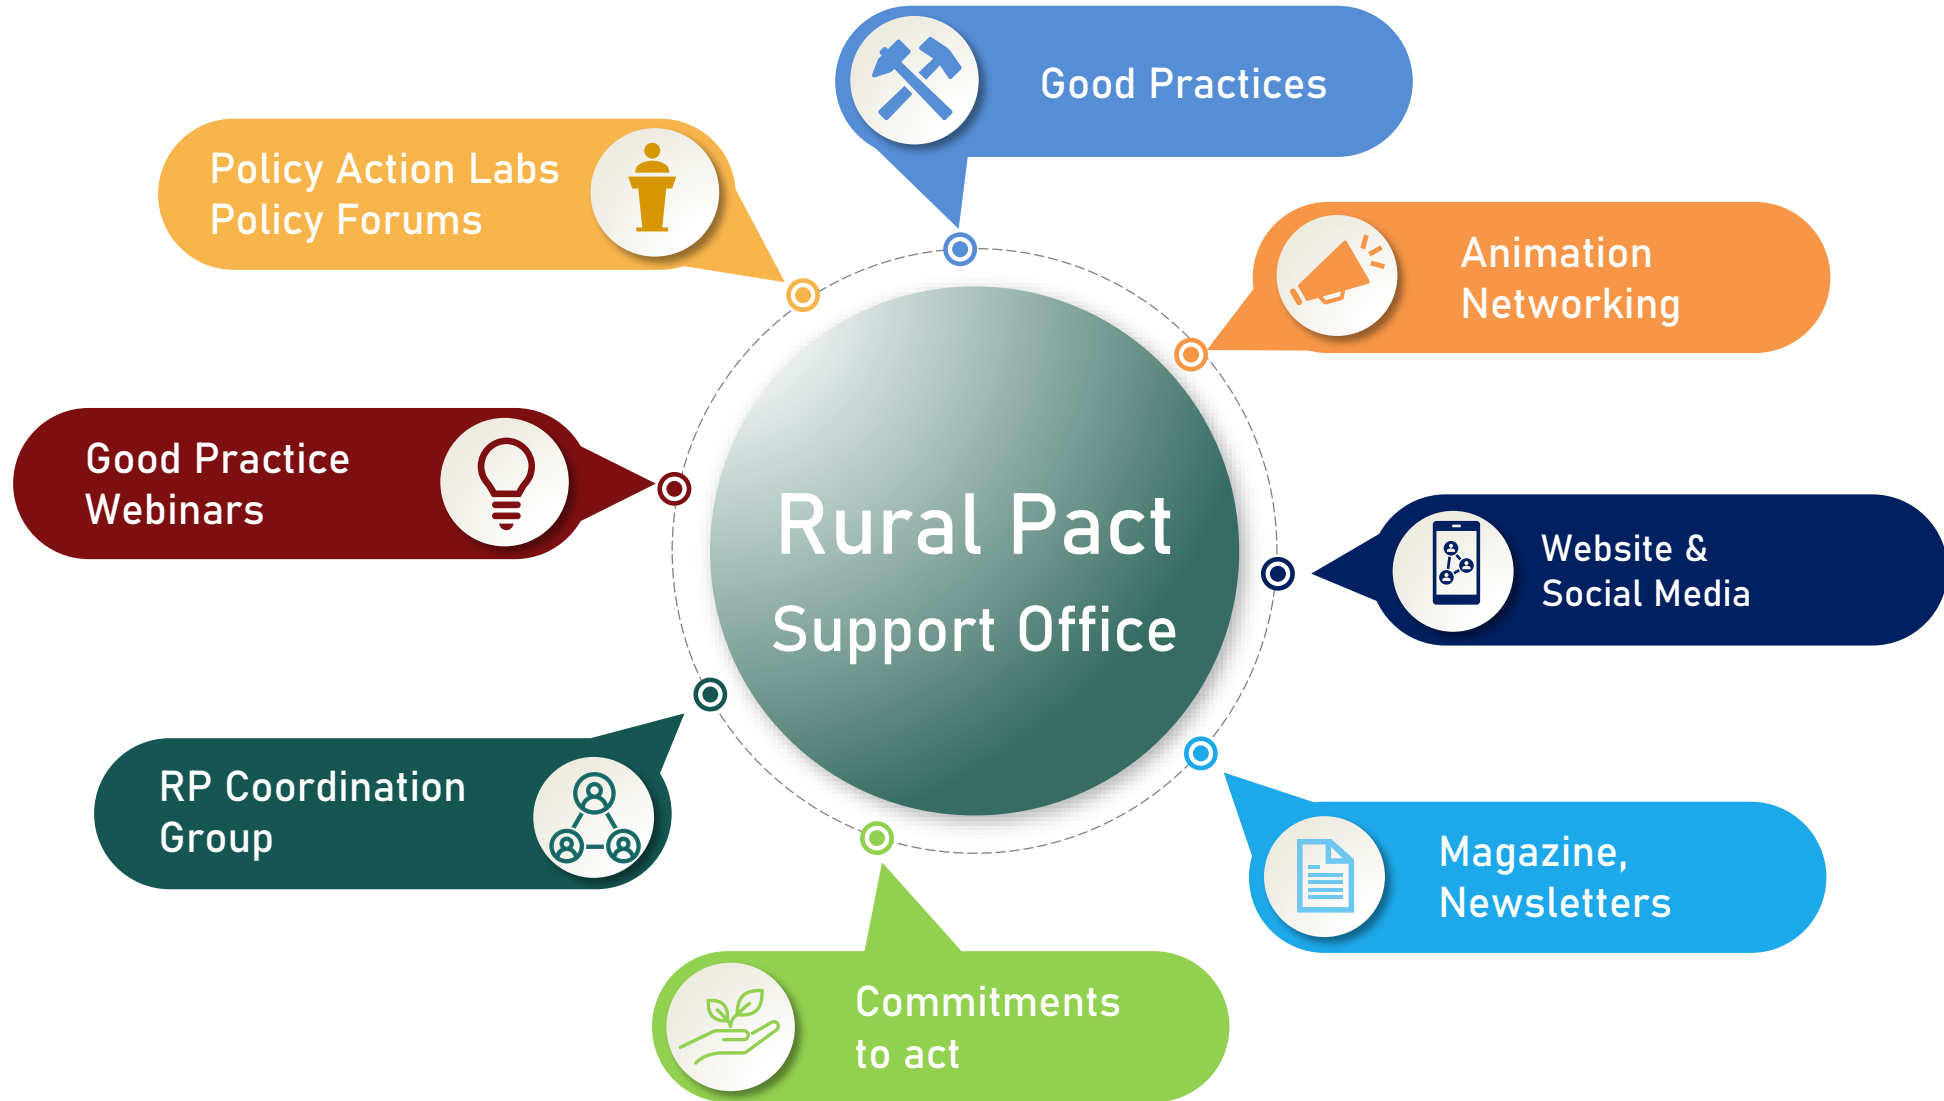 Good Practices
Policy Action Labs
Policy Forums
Animation
Networking
Good Practice
Webinars
Rural Pact
Support Office
Website &
Social Media
RP Coordination
Group
Magazine,
Newsletters
Commitments
to act